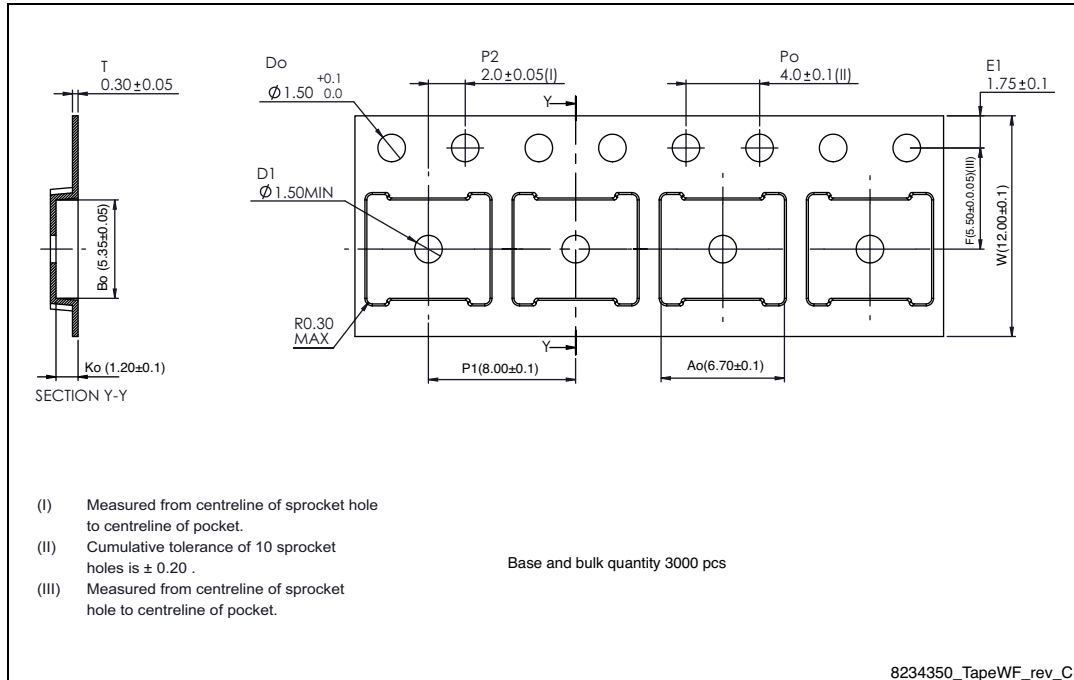 T
0.30±0.05
Do
Ø1.50 +0.1 0.0
P2
2.0±0.05(I)
Po
4.0±0.1(II)
E1
1.75±0.1
Y
D1
Ø1.50MIN
Bo (5.35±0.05)
F(5.50±0.0.05)(III)
W(12.00±0.1)
R0.30
MAX
Y
Ko (1.20±0.1)
P1(8.00±0.1)
Ao(6.70±0.1)
SECTION Y-Y
(I) Measured from centreline of sprocket hole
to centreline of pocket.
(II) Cumulative tolerance of 10 sprocket
holes is ± 0.20 .
(III) Measured from centreline of sprocket
hole to centreline of pocket.
Base and bulk quantity 3000 pcs
8234350_TapeWF_rev_C